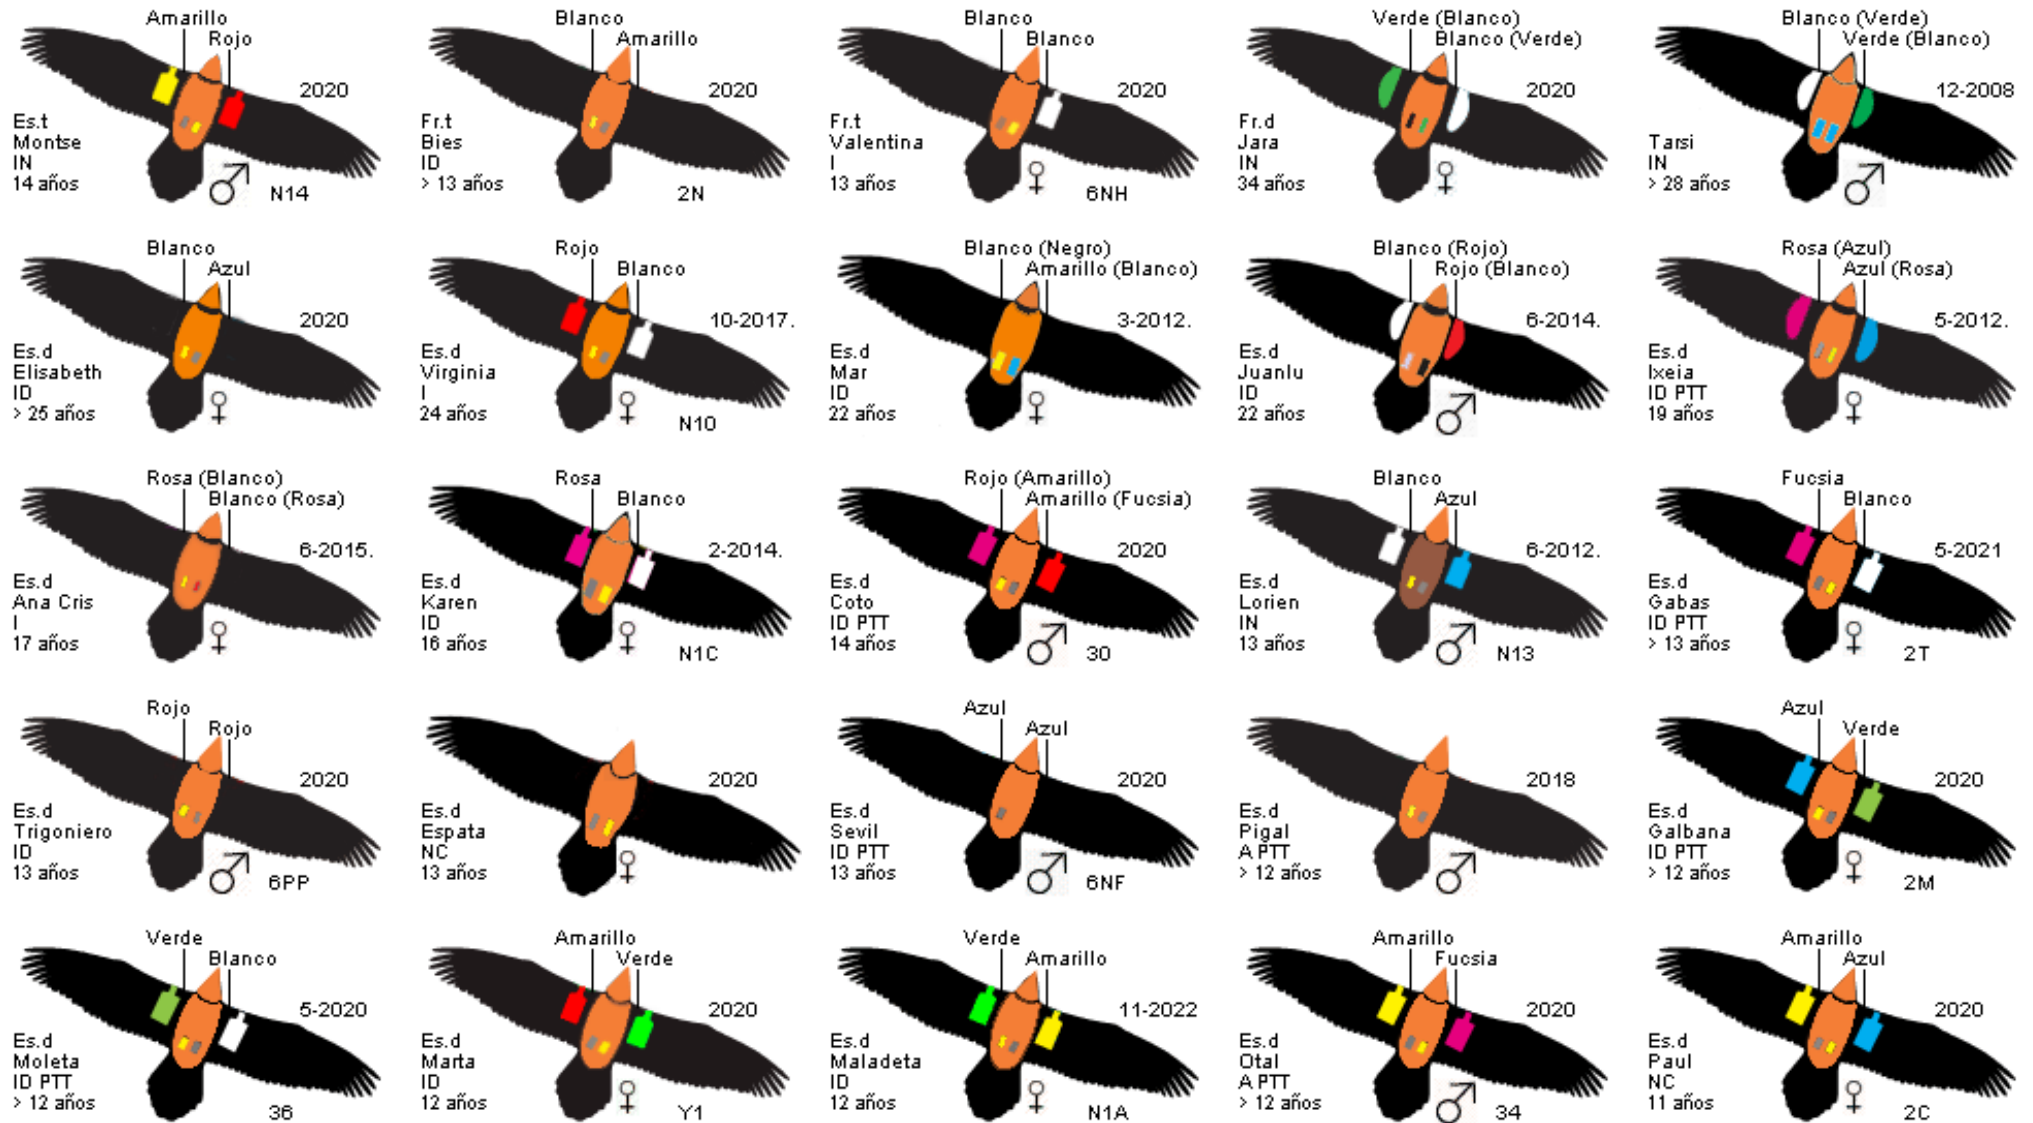 Amarillo
Rojo
2020
Es.t
Montse
IN
14 años
N14
Blanco
Amarillo
2020
Fr.t
Bies
ID
> 13 años
2N
Blanco
Blanco
2020
Fr.t
Valentina
I
13 años
6NH
Verde (Blanco)
Blanco (Verde)
2020
Fr.d
Jara
IN
34 años
Blanco (Verde)
Verde (Blanco)
12-2008
Tarsi
IN
> 28 años
Blanco
Azul
2020
Es.d
Elisabeth
ID
> 25 años
Rojo
Blanco
10-2017.
Es.d
Virginia
I
24 años
N10
Blanco (Negro)
Amarillo (Blanco)
3-2012.
Es.d
Mar
ID
22 años
Blanco (Rojo)
Rojo (Blanco)
6-2014.
Es.d
Juanlu
ID
22 años
Rosa (Azul)
Azul (Rosa)
5-2012.
Es.d
Ixeia
ID PTT
19 años
Rosa (Blanco)
Blanco (Rosa)
6-2015.
Es.d
Ana Cris
I
17 años
Rosa
Blanco
2-2014.
Es.d
Karen
ID
16 años
N1C
Rojo (Amarillo)
Amarillo (Fucsia)
2020
Es.d
Coto
ID PTT
14 años
30
Blanco
Azul
6-2012.
Es.d
Lorien
IN
13 años
N13
Fucsia
Blanco
5-2021
Es.d
Gabas
ID PTT
> 13 años
2T
Rojo
Rojo
2020
Es.d
Trigoniero
ID
13 años
6PP
2020
Es.d
Espata
NC
13 años
Azul
Azul
2020
Es.d
Sevil
ID PTT
13 años
6NF
2018
Es.d
Pigal
A PTT
> 12 años
Azul
Verde
2020
Es.d
Galbana
ID PTT
> 12 años
2M
Verde
Blanco
5-2020
Es.d
Moleta
ID PTT
> 12 años
36
Amarillo
Verde
2020
Es.d
Marta
ID
12 años
Y1
Verde
Amarillo
11-2022
Es.d
Maladeta
ID
12 años
N1A
Amarillo
Fucsia
2020
Es.d
Otal
A PTT
> 12 años
34
Amarillo
Azul
2020
Es.d
Paul
NC
11 años
2C